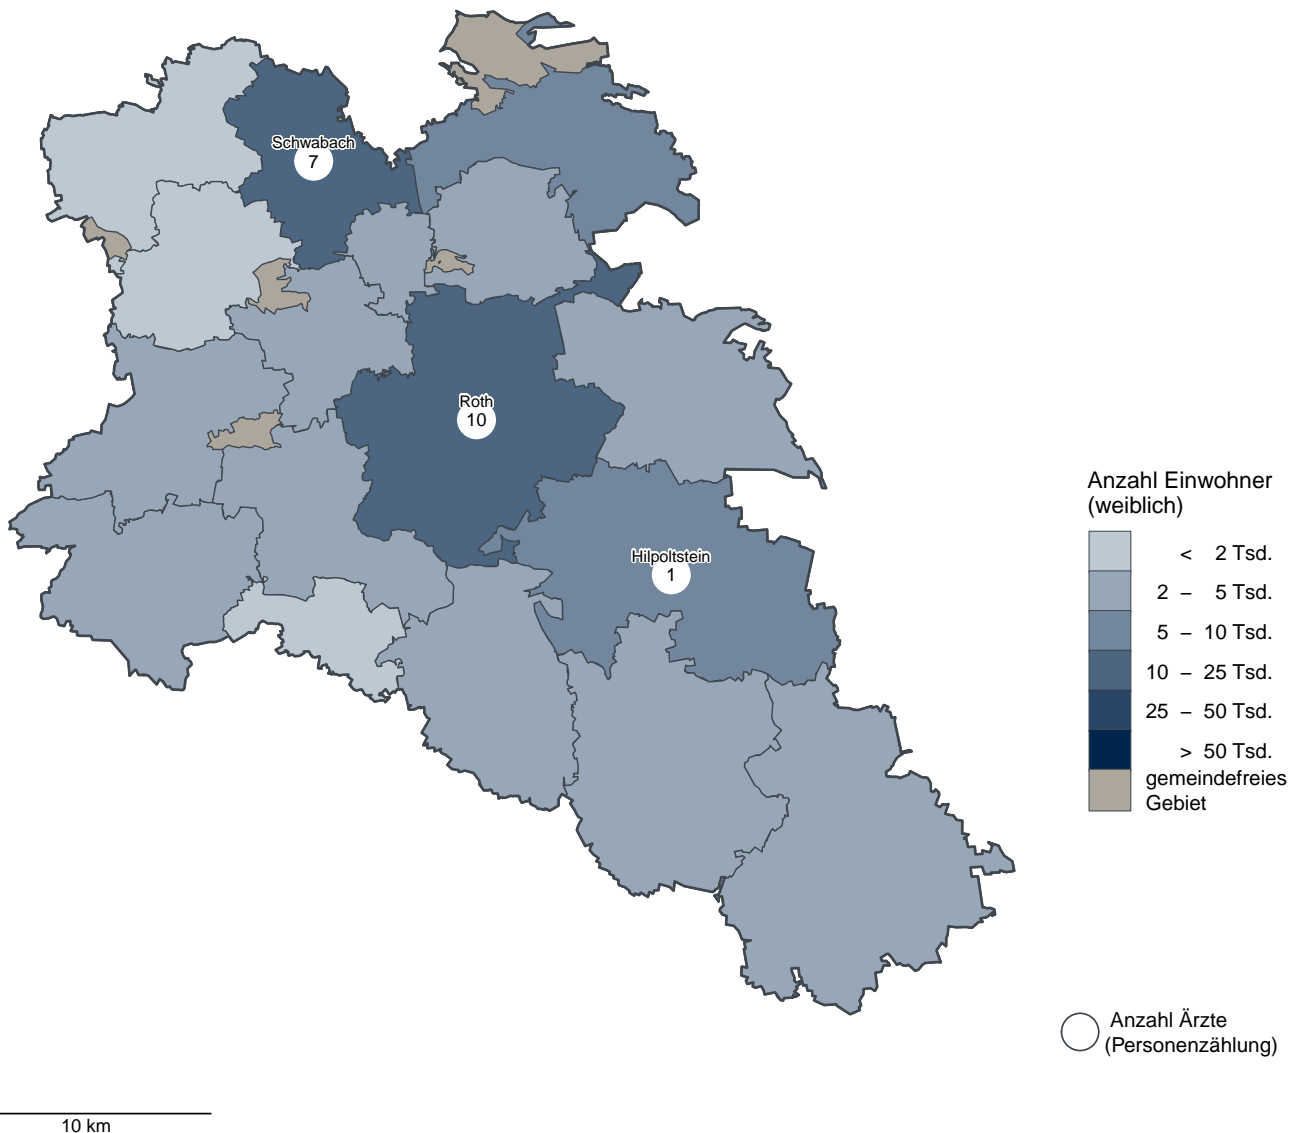 Schwabach
7
Roth
10
Hilpoltstein
1
Anzahl Einwohner
(weiblich)
< 2 Tsd.
2 – 5 Tsd.
5 – 10 Tsd.
10 – 25 Tsd.
25 – 50 Tsd.
> 50 Tsd.
gemeindefreies
Gebiet
Anzahl Ärzte
(Personenzählung)
10 km